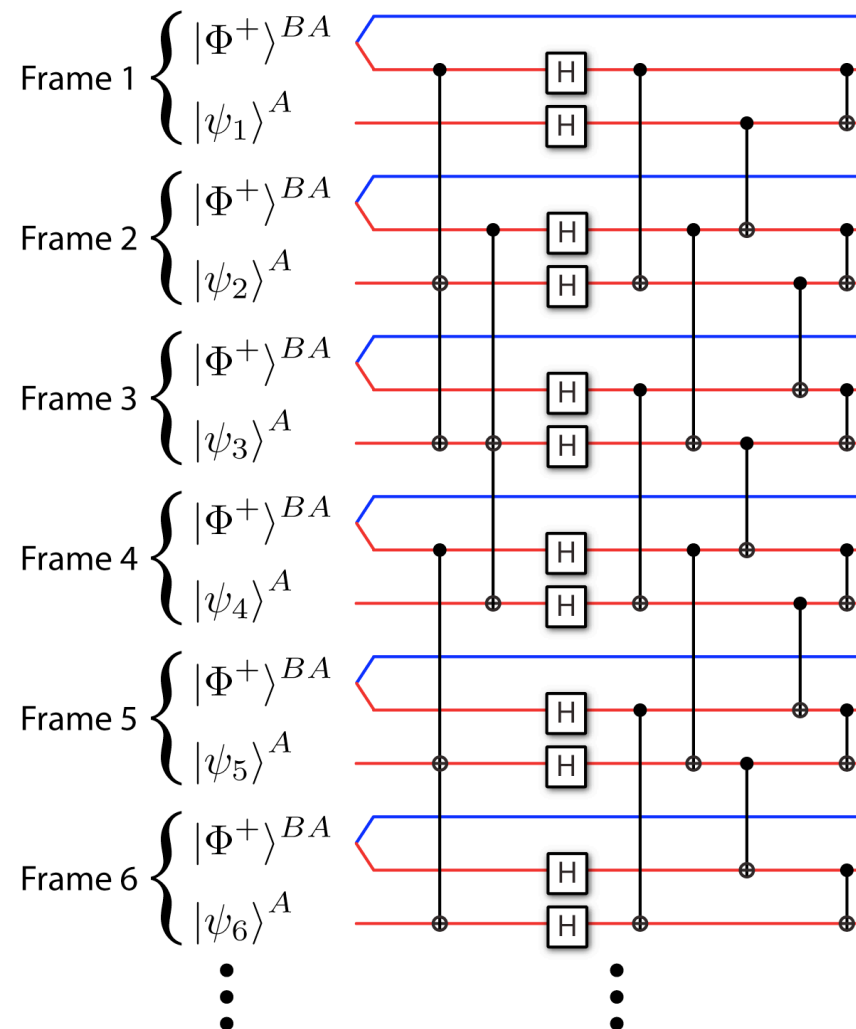 |Φ⁺⟩ᴮᴬ
Frame 1
|ψ₁⟩ᴬ
H
H
|Φ⁺⟩ᴮᴬ
Frame 2
|ψ₂⟩ᴬ
H
H
|Φ⁺⟩ᴮᴬ
Frame 3
|ψ₃⟩ᴬ
H
H
|Φ⁺⟩ᴮᴬ
Frame 4
|ψ₄⟩ᴬ
H
H
|Φ⁺⟩ᴮᴬ
Frame 5
|ψ₅⟩ᴬ
H
H
|Φ⁺⟩ᴮᴬ
Frame 6
|ψ₆⟩ᴬ
H
H